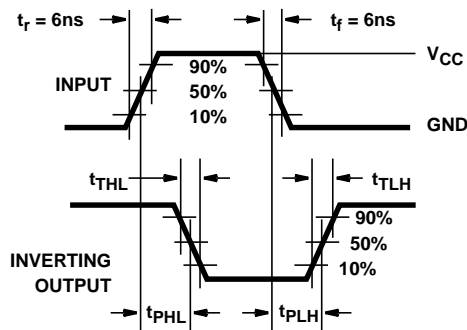 tr = 6ns
tf = 6ns
VCC
INPUT
90%
50%
10%
GND
tTHL
tTLH
90%
50%
10%
INVERTING
OUTPUT
tPHL
tPLH